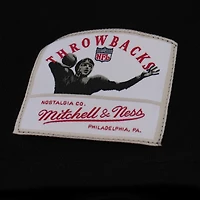 THROWBACKS
NFL
NOSTALGIA CO.
Mitchell & Ness
PHILADELPHIA, PA.